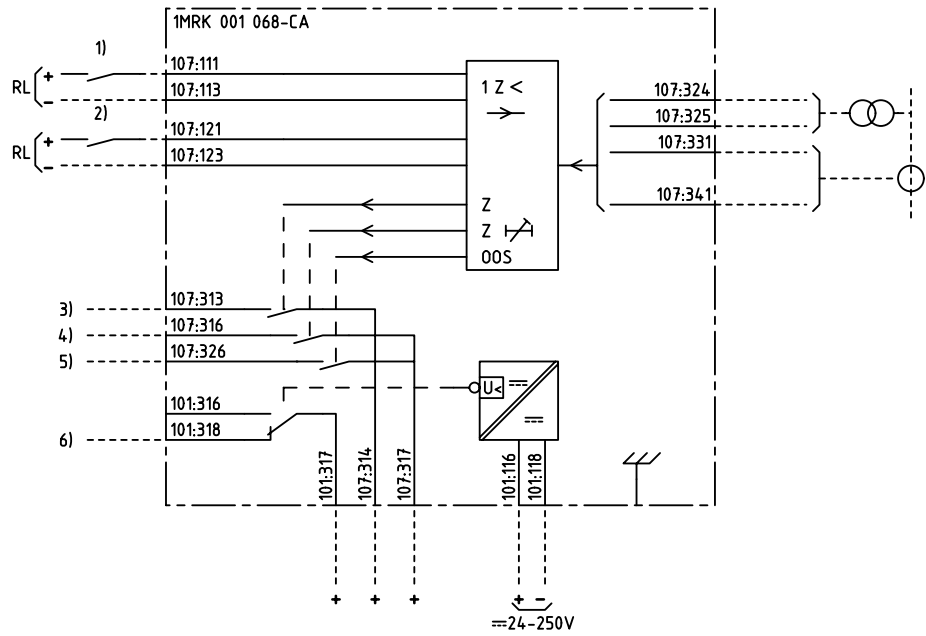 1MRK 001 068-CA
1)
RL + 107:111
- 107:113
1 Z <
107:324
107:325
2)
RL + 107:121
- 107:123
107:331
107:341
Z
Z
OOS
3) 107:313
4) 107:316
5) 107:326
U<
101:316
6) 101:318
101:317
107:314
107:317
101:116
101:118
+ + + + -
24-250V